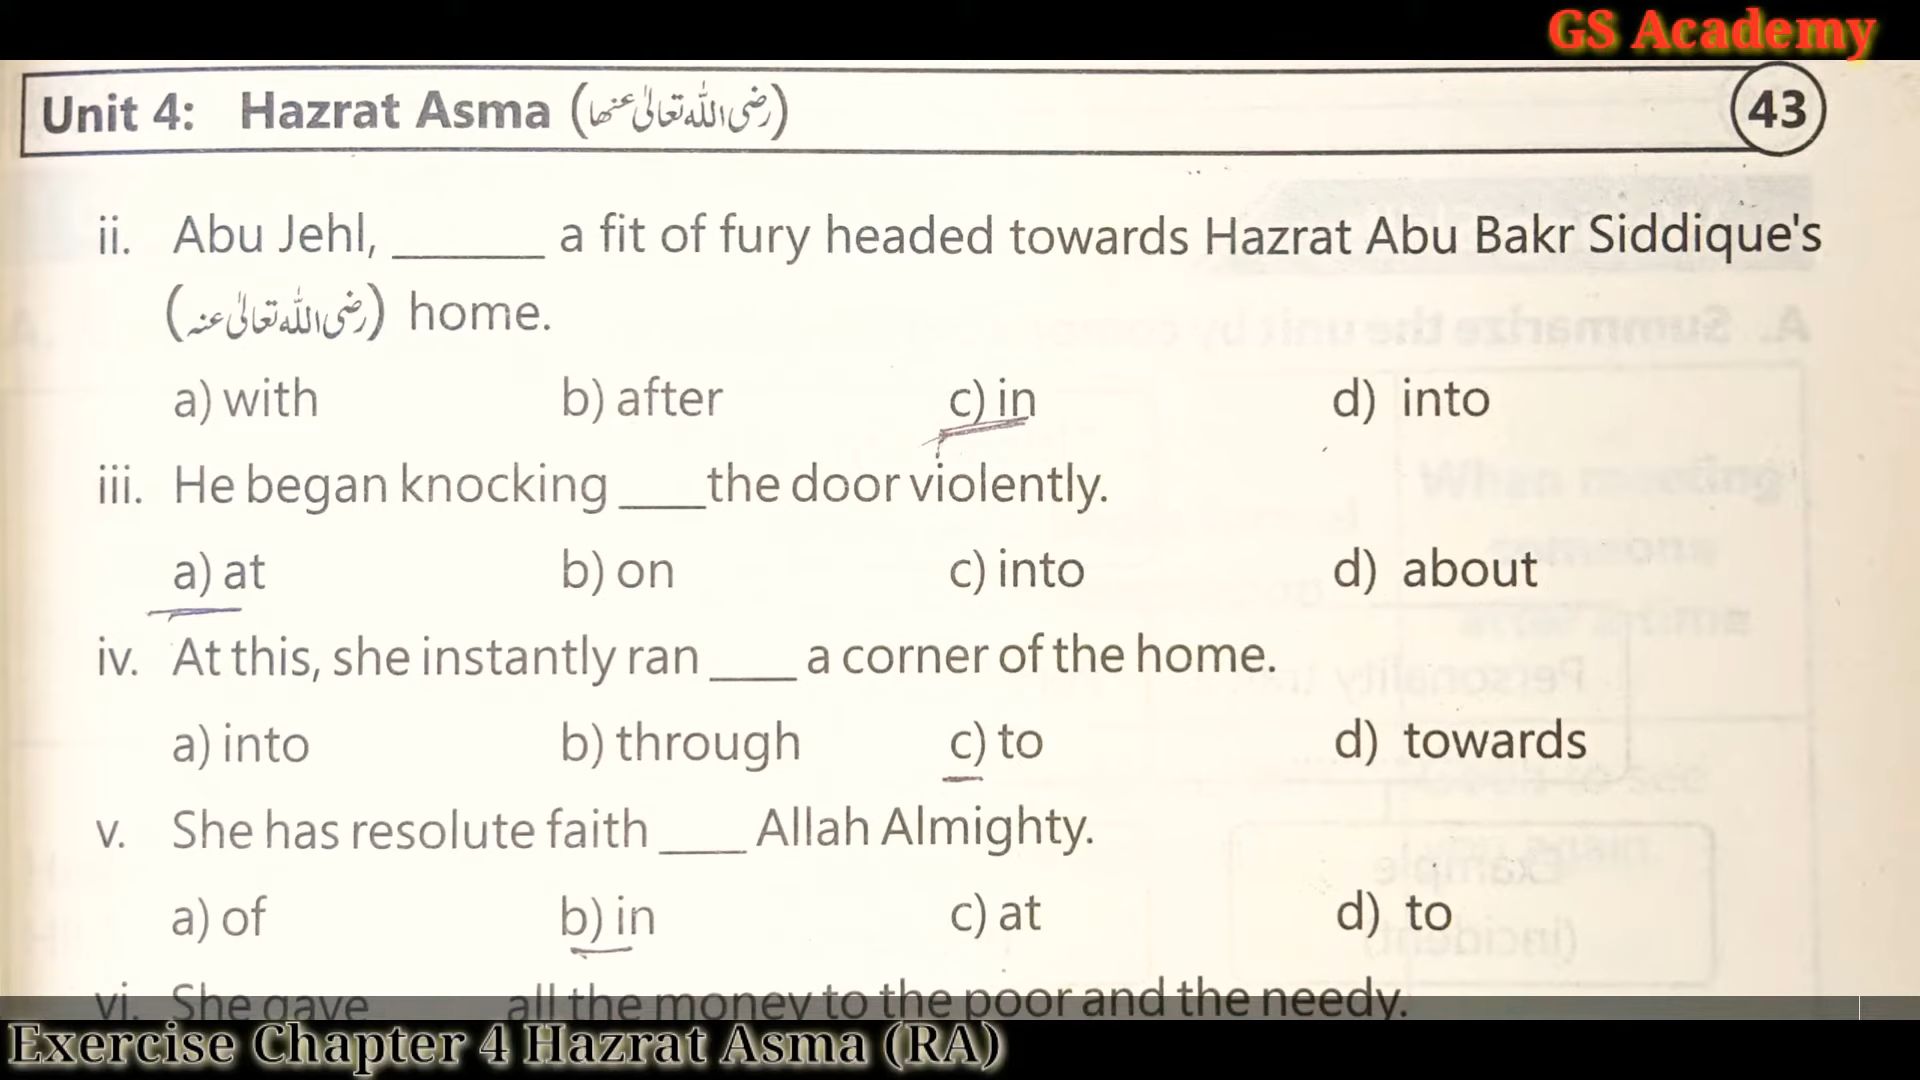 GS Academy
Unit 4: Hazrat Asma (رضی اللہ تعالیٰ عنھا) 43
ii. Abu Jehl, ______ a fit of fury headed towards Hazrat Abu Bakr Siddique's
(رضی اللہ تعالیٰ عنہ) home.
a) with b) after c) in d) into
iii. He began knocking ____the door violently.
a) at b) on c) into d) about
iv. At this, she instantly ran ____ a corner of the home.
a) into b) through c) to d) towards
v. She has resolute faith ____ Allah Almighty.
a) of b) in c) at d) to
vi. She gave all the money to the poor and the needy.
Exercise Chapter 4 Hazrat Asma (RA)